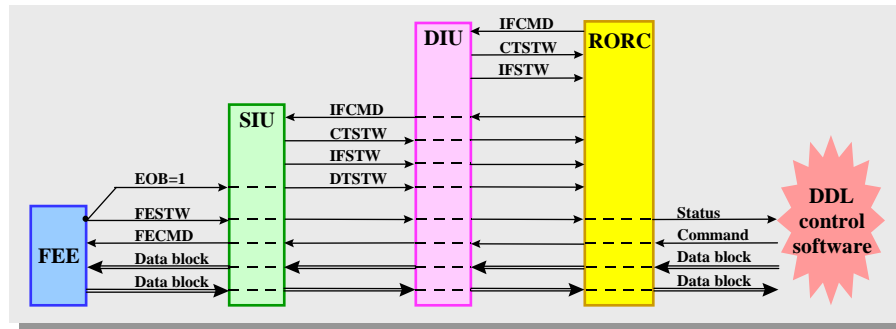 IFCMD
DIU
RORC
CTSTW
IFSTW
IFCMD
SIU
CTSTW
IFSTW
EOB=1
DTSTW
FESTW
Status
FEE
FECMD
Command
Data block
Data block
Data block
Data block
DDL
control
software